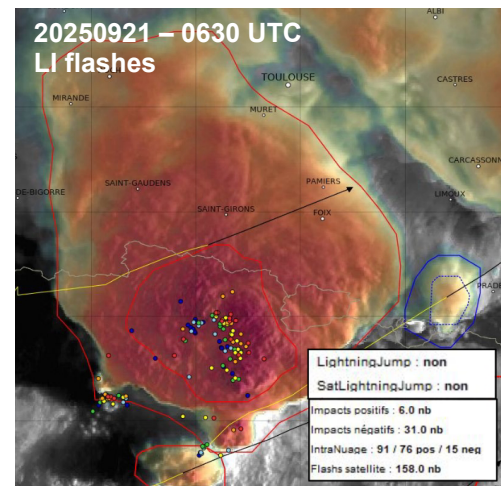 20250921 – 0630 UTC
LI flashes
ALBI
TOULOUSE
CASTRES
MIRANDE
MURET
CARCASSONN
SAINT-GAUDENS
PAMIERS
DE-BIGORRE
LIMOUX
SAINT-GIRONS
FOIX
PRADE
LightningJump : non
SatLightningJump : non
Impacts positifs : 6.0 nb
Impacts négatifs : 31.0 nb
IntraNuage : 91 / 76 pos / 15 neg
Flashs satellite : 158.0 nb